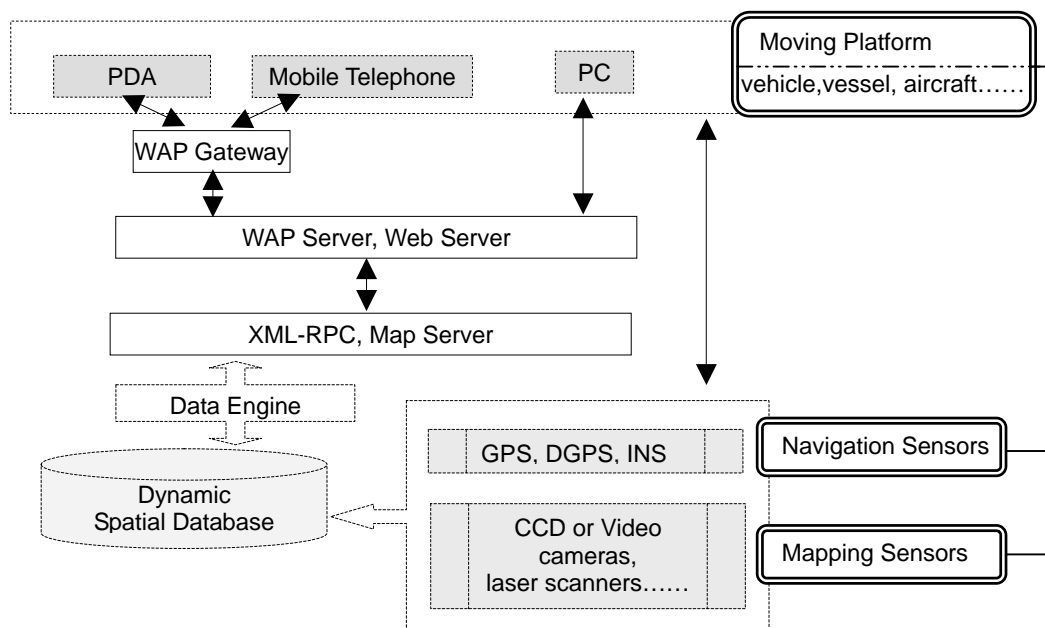 Moving Platform
vehicle,vessel, aircraft......
PDA
Mobile Telephone
PC
WAP Gateway
WAP Server, Web Server
XML-RPC, Map Server
Data Engine
Dynamic
Spatial Database
GPS, DGPS, INS
Navigation Sensors
CCD or Video
cameras,
laser scanners......
Mapping Sensors